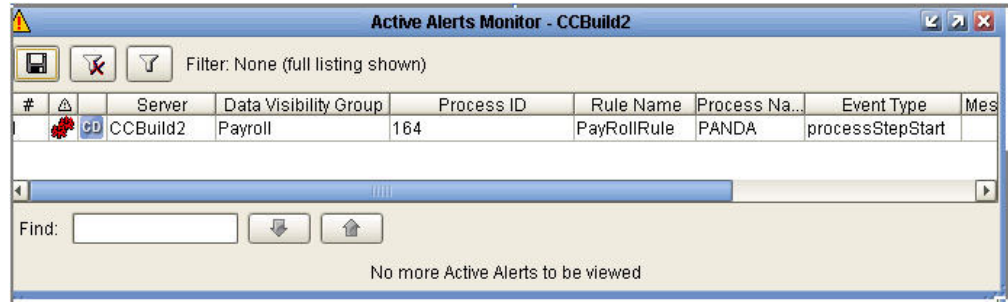 Active Alerts Monitor - CCBuild2
Filter: None (full listing shown)
# Server Data Visibility Group Process ID Rule Name Process Na... Event Type Mes
CD CCBuild2 Payroll 164 PayRollRule PANDA processStepStart
Find:
No more Active Alerts to be viewed